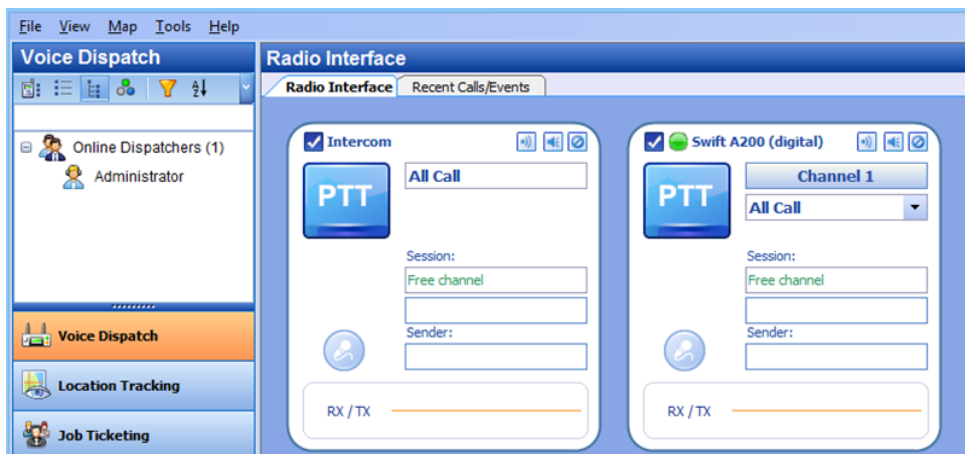 File View Map Tools Help
Voice Dispatch
Radio Interface
Radio Interface Recent Calls/Events
Online Dispatchers (1)
Administrator
Intercom
PTT
All Call
Session:
Free channel
Sender:
RX / TX
Swift A200 (digital)
PTT
Channel 1
All Call
Session:
Free channel
Sender:
RX / TX
Voice Dispatch
Location Tracking
Job Ticketing